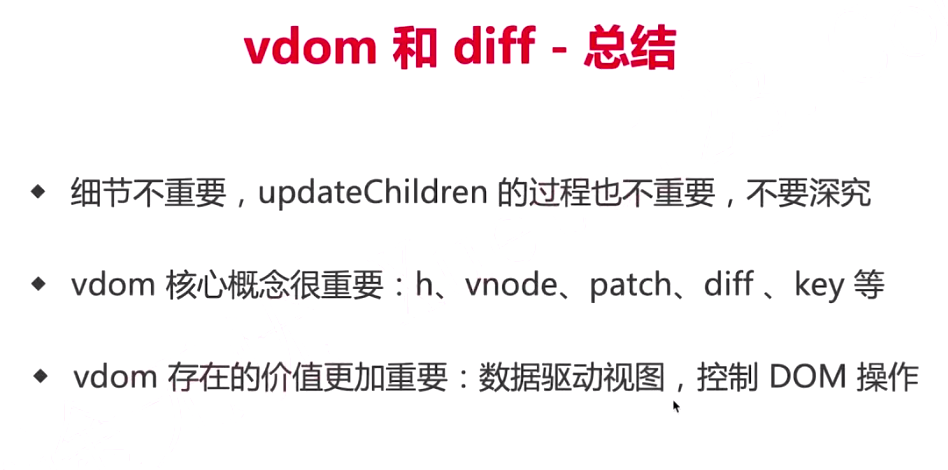 vdom 和 diff - 总结
◆ 细节不重要，updateChildren 的过程也不重要，不要深究
◆ vdom 核心概念很重要：h、vnode、patch、diff 、key 等
◆ vdom 存在的价值更加重要：数据驱动视图，控制 DOM 操作